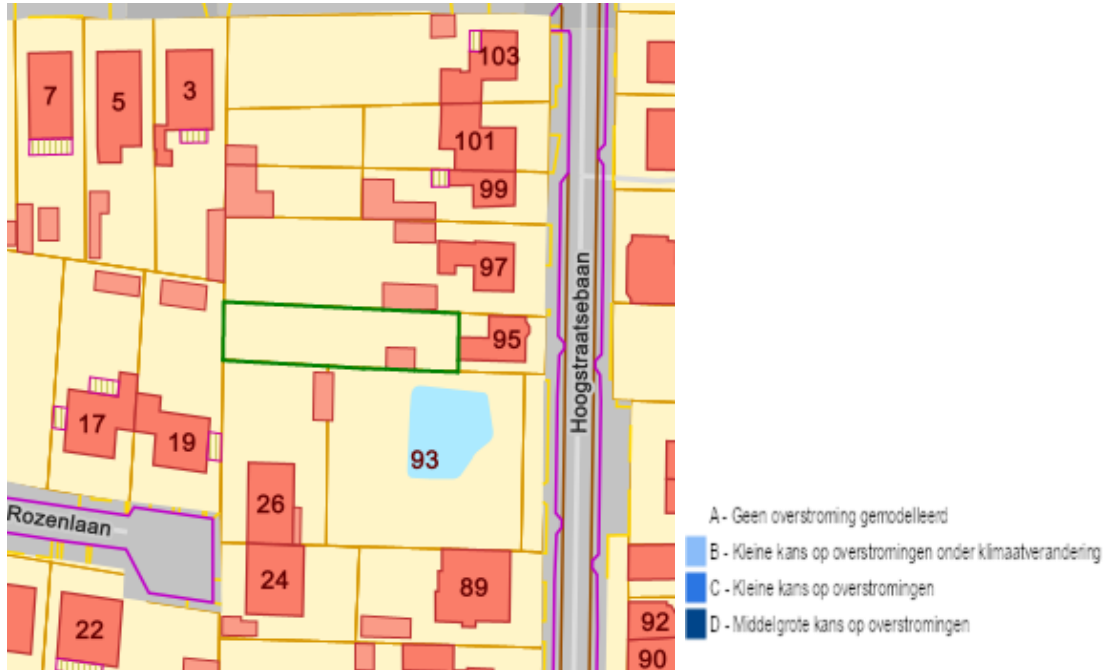 103
7
5
3
101
99
97
95
Hoogstraatsebaan
17
19
93
26
Rozenlaan
24
89
22
92
90
A - Geen overstroming gemodelleerd
B - Kleine kans op overstromingen onder klimaatverandering
C - Kleine kans op overstromingen
D - Middelgrote kans op overstromingen